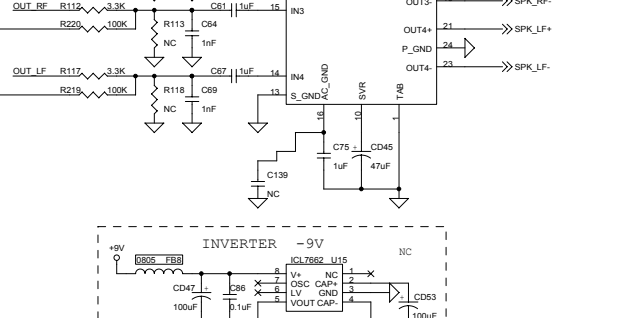 OUT_RF R112 3.3K C61 1uF 15 IN3 OUT3- SPK_RF-
R220 100K R113 C64 OUT4+ 21 SPK_LF+
NC 1nF P_GND 24
OUT_LF R117 3.3K C67 1uF 14 IN4 OUT4- 23 SPK_LF-
R219 100K R118 C69 13 S_GND AC_GND SVR TAB
NC 1nF
16 10 1
C75 + CD45
1uF 47uF
C139
NC
INVERTER -9V
+9V NC
0805 FB8 ICL7662 U15
8 V+ NC 1
7 OSC CAP+ 2
CD47 + C86 6 LV GND 3 + CD53
100uF 0.1uF 5 VOUT CAP- 4 100uF